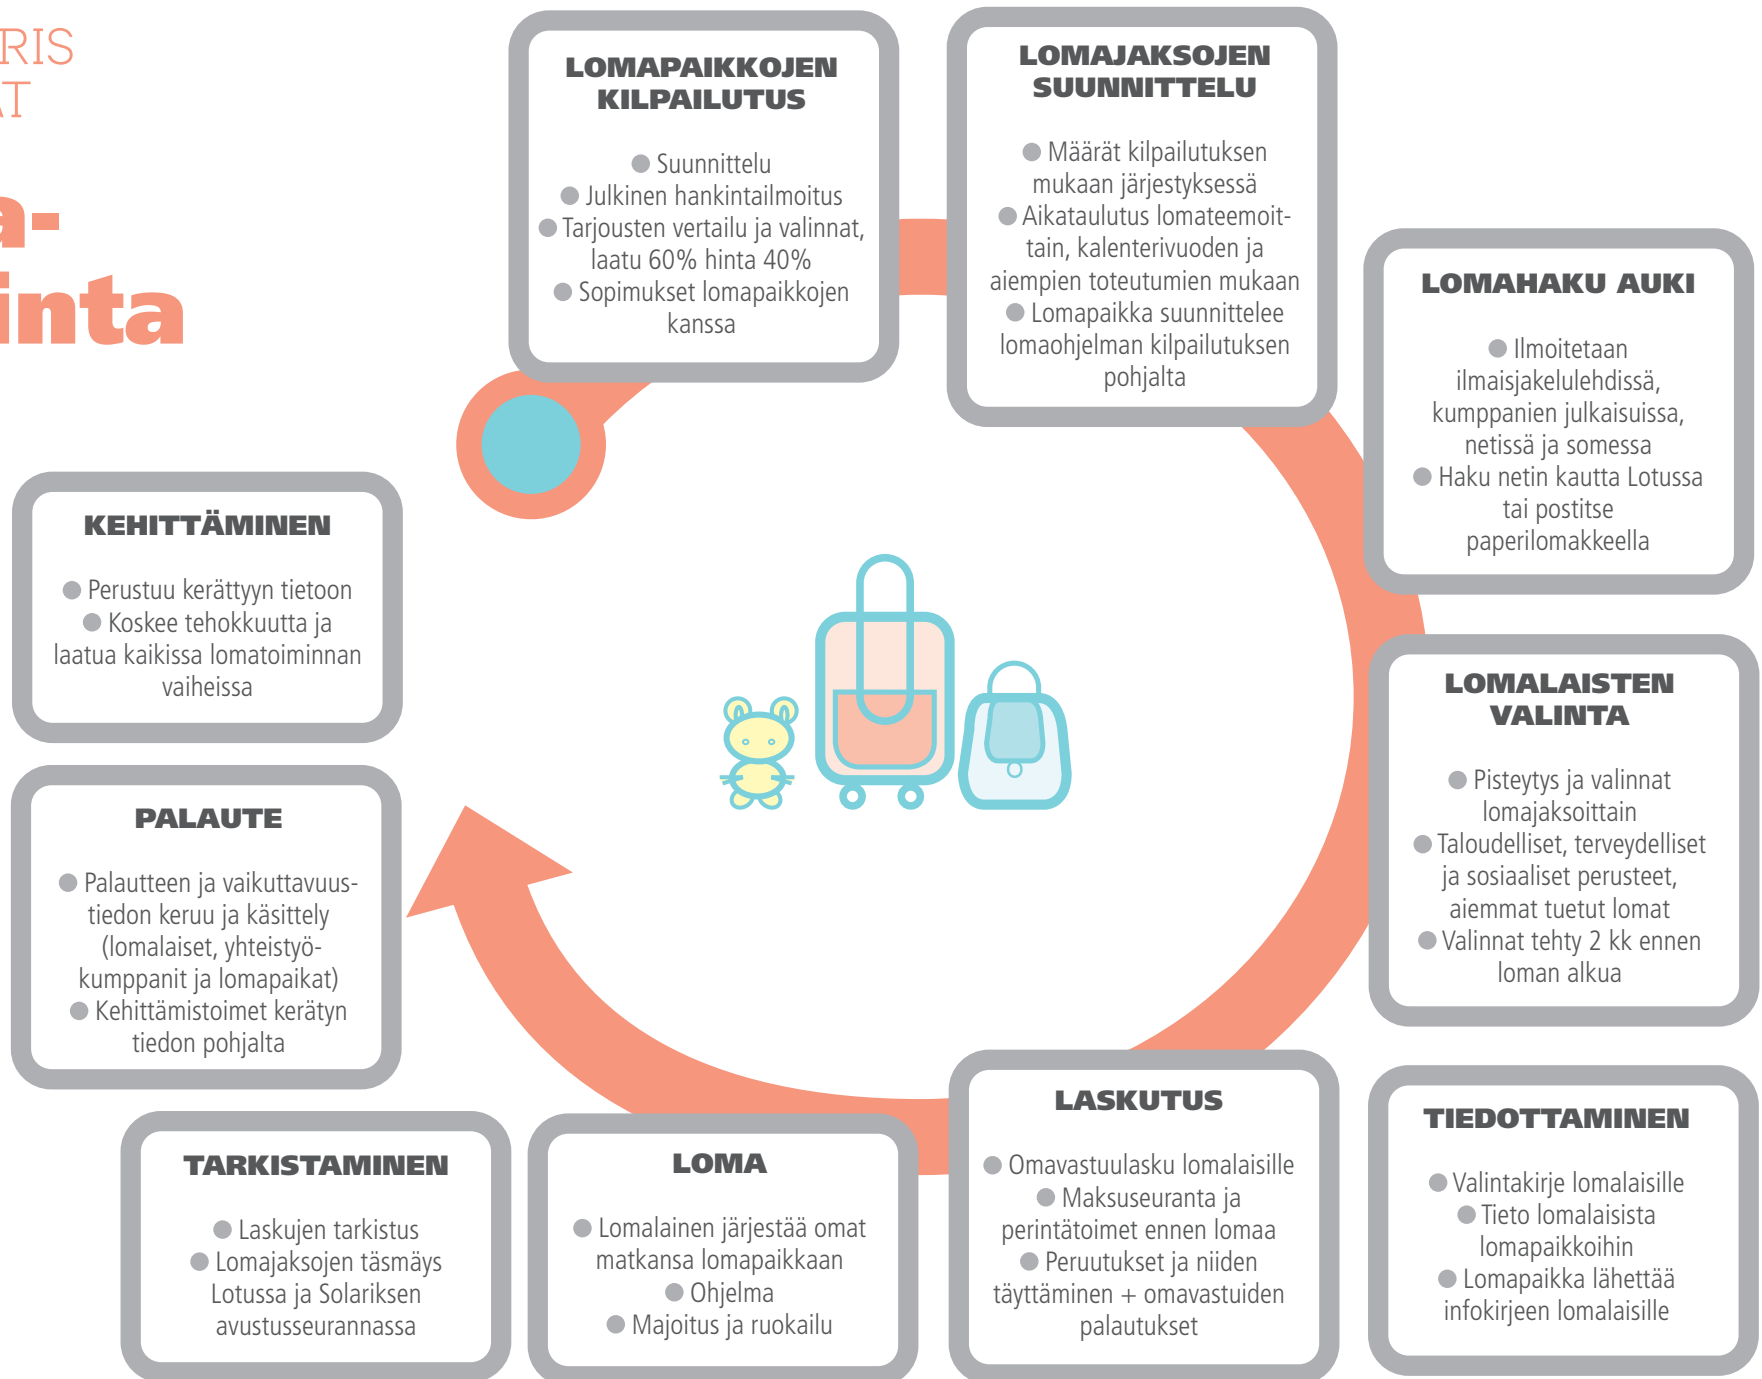 RIS
AT
a-
inta
LOMAPAIKKOJEN
KILPAILUTUS
● Suunnittelu
● Julkinen hankintailmoitus
● Tarjousten vertailu ja valinnat,
laatu 60% hinta 40%
● Sopimukset lomapaikkojen
kanssa
LOMAJAKSOJEN
SUUNNITTELU
● Määrät kilpailutuksen
mukaan järjestyksessä
● Aikataulutus lomateemoit-
tain, kalenterivuoden ja
aiempien toteutumien mukaan
● Lomapaikka suunnittelee
lomaohjelman kilpailutuksen
pohjalta
LOMAHAKU AUKI
● Ilmoitetaan
ilmaisjakelulehdissä,
kumppanien julkaisuissa,
netissä ja somessa
● Haku netin kautta Lotussa
tai postitse
paperilomakkeella
LOMALAISTEN
VALINTA
● Pisteytys ja valinnat
lomajaksoittain
● Taloudelliset, terveydelliset
ja sosiaaliset perusteet,
aiemmat tuetut lomat
● Valinnat tehty 2 kk ennen
loman alkua
TIEDOTTAMINEN
● Valintakirje lomalaisille
● Tieto lomalaisista
lomapaikkoihin
● Lomapaikka lähettää
infokirjeen lomalaisille
LASKUTUS
● Omavastuulasku lomalaisille
● Maksuseuranta ja
perintätoimet ennen lomaa
● Peruutukset ja niiden
täyttäminen + omavastuiden
palautukset
LOMA
● Lomalainen järjestää omat
matkansa lomapaikkaan
● Ohjelma
● Majoitus ja ruokailu
TARKISTAMINEN
● Laskujen tarkistus
● Lomajaksojen täsmäys
Lotussa ja Solariksen
avustusseurannassa
PALAUTE
● Palautteen ja vaikuttavuus-
tiedon keruu ja käsittely
(lomalaiset, yhteistyö-
kumppanit ja lomapaikat)
● Kehittämistoimet kerätyn
tiedon pohjalta
KEHITTÄMINEN
● Perustuu kerättyyn tietoon
● Koskee tehokkuutta ja
laatua kaikissa lomatoiminnan
vaiheissa